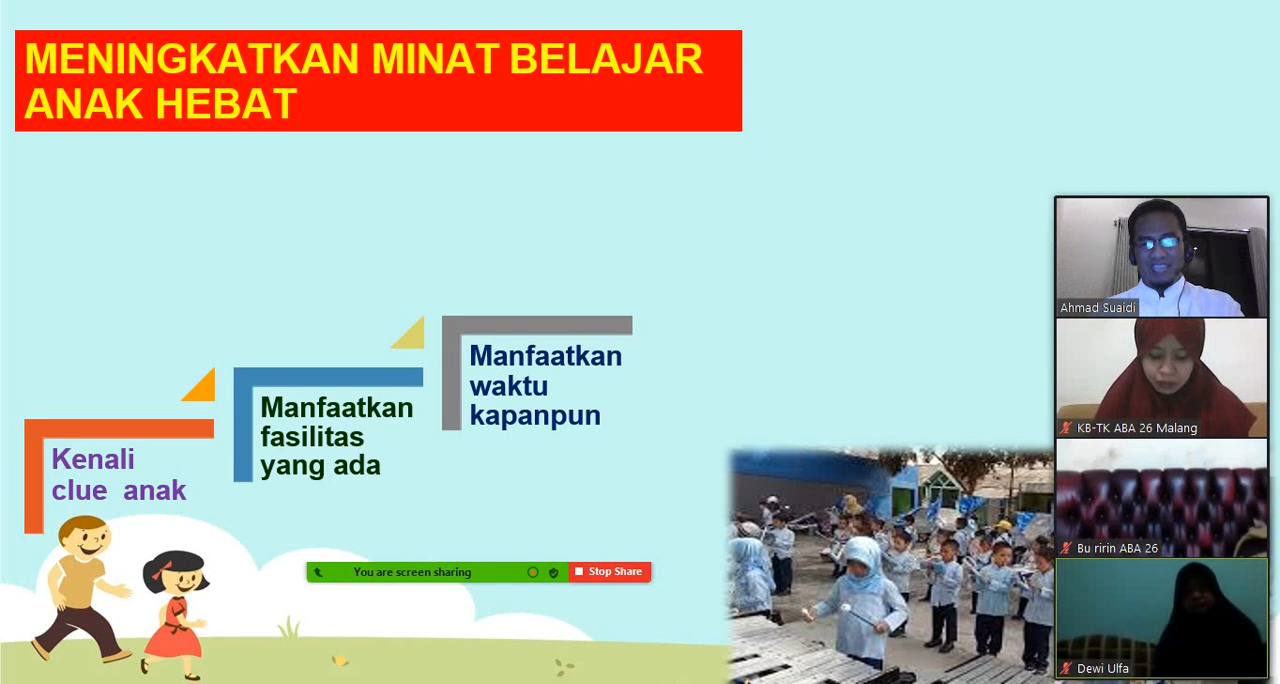 MENINGKATKAN MINAT BELAJAR
ANAK HEBAT
Kenali
clue anak
Manfaatkan
fasilitas
yang ada
Manfaatkan
waktu
kapanpun
You are screen sharing
Stop Share
Ahmad Suaidi
KB-TK ABA 26 Malang
Bu ririn ABA 26
Dewi Ulfa